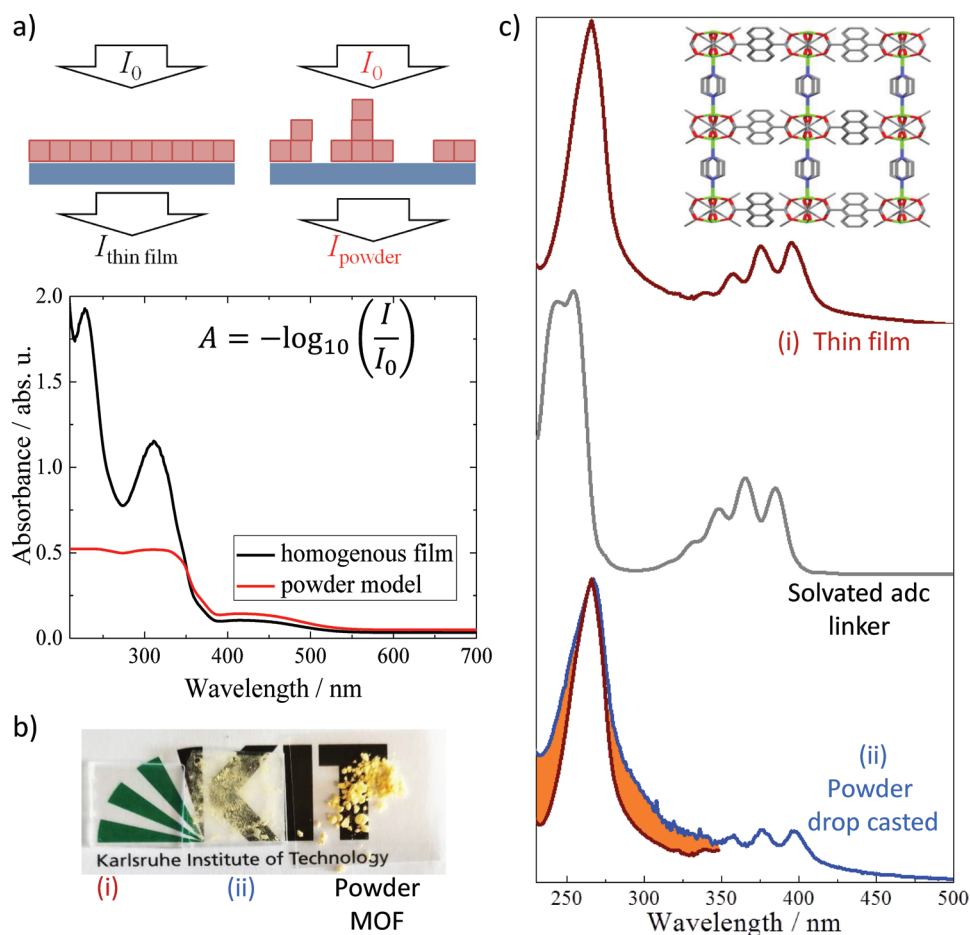 a)
I0
I0
Ithin film
Ipowder
2.0
1.5
1.0
0.5
0.0
Absorbance / abs. u.
A = −log10 (I/I0)
homogenous film
powder model
300
400
500
600
700
Wavelength / nm
b)
KIT
Karlsruhe Institute of Technology
(i)
(ii)
Powder
MOF
c)
(i) Thin film
Solvated adc
linker
(ii)
Powder
drop casted
250
300
350
400
450
500
Wavelength / nm